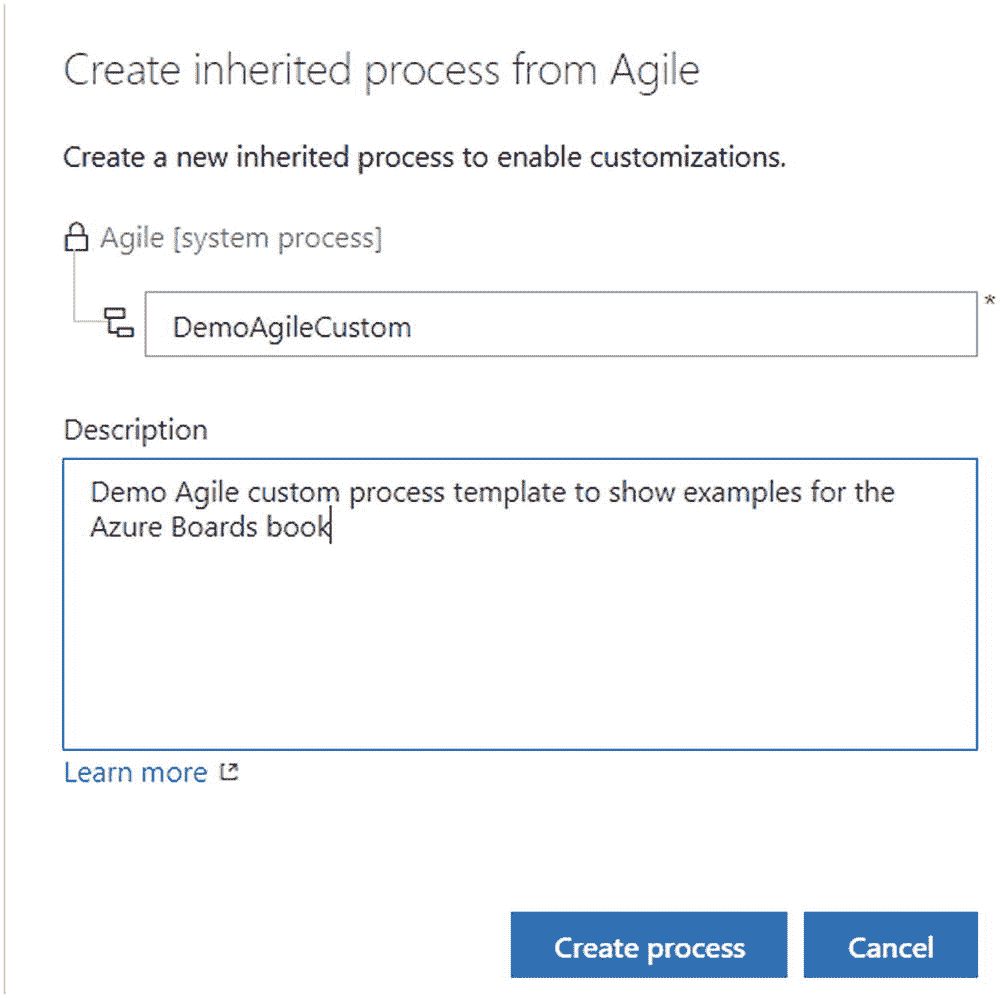 Create inherited process from Agile
Create a new inherited process to enable customizations.
Agile [system process]
DemoAgileCustom *
Description
Demo Agile custom process template to show examples for the
Azure Boards book
Learn more
Create process Cancel